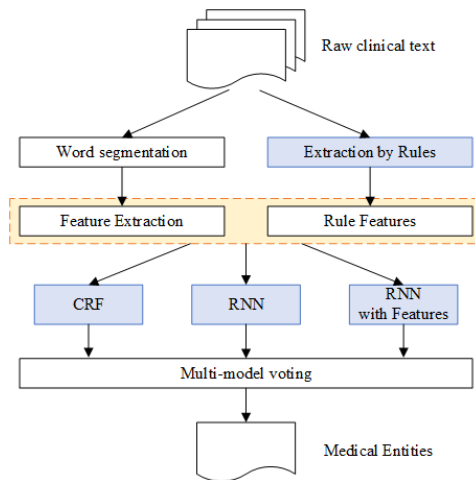 Raw clinical text
Word segmentation
Extraction by Rules
Feature Extraction
Rule Features
CRF
RNN
RNN
with Features
Multi-model voting
Medical Entities